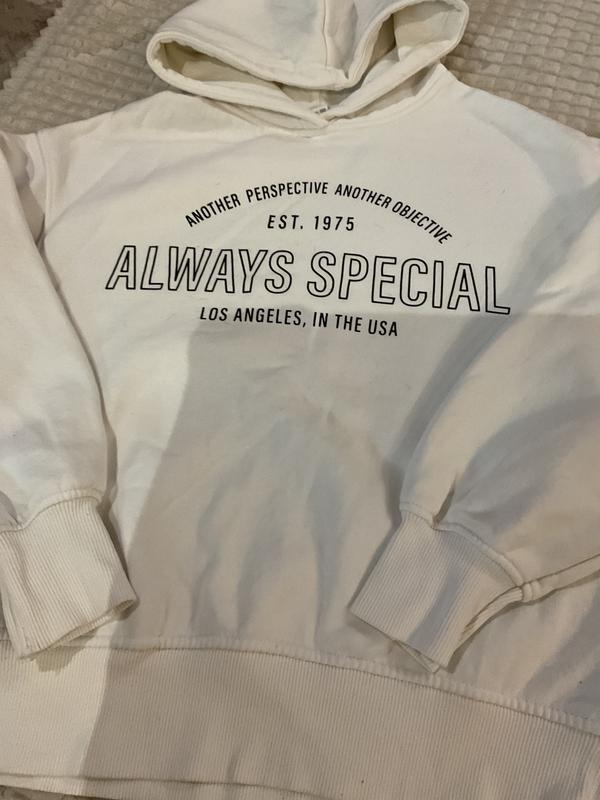 ANOTHER PERSPECTIVE ANOTHER OBJECTIVE
EST. 1975
ALWAYS SPECIAL
LOS ANGELES, IN THE USA